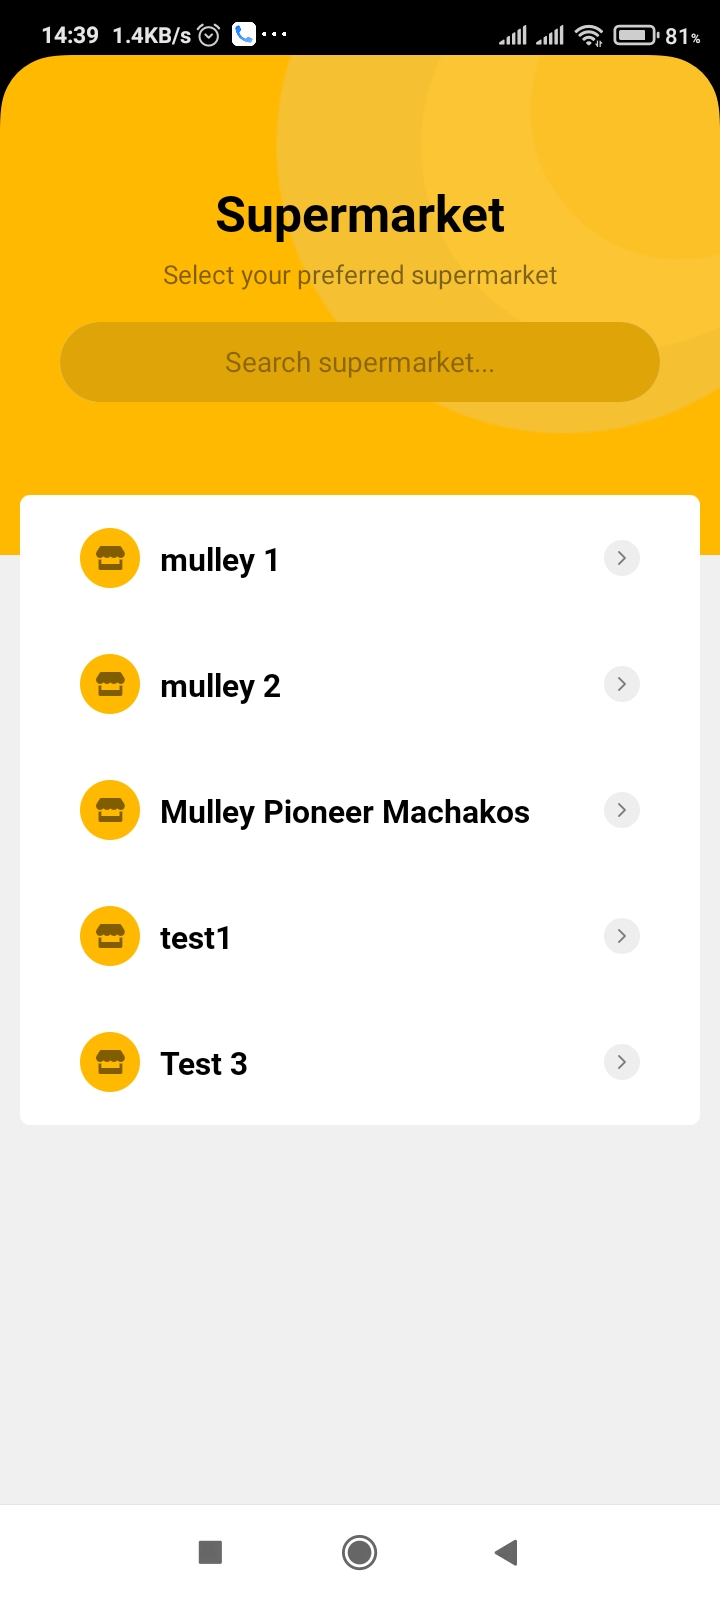 14:39 1.4KB/s 81%
Supermarket
Select your preferred supermarket
Search supermarket...
mulley 1
mulley 2
Mulley Pioneer Machakos
test1
Test 3